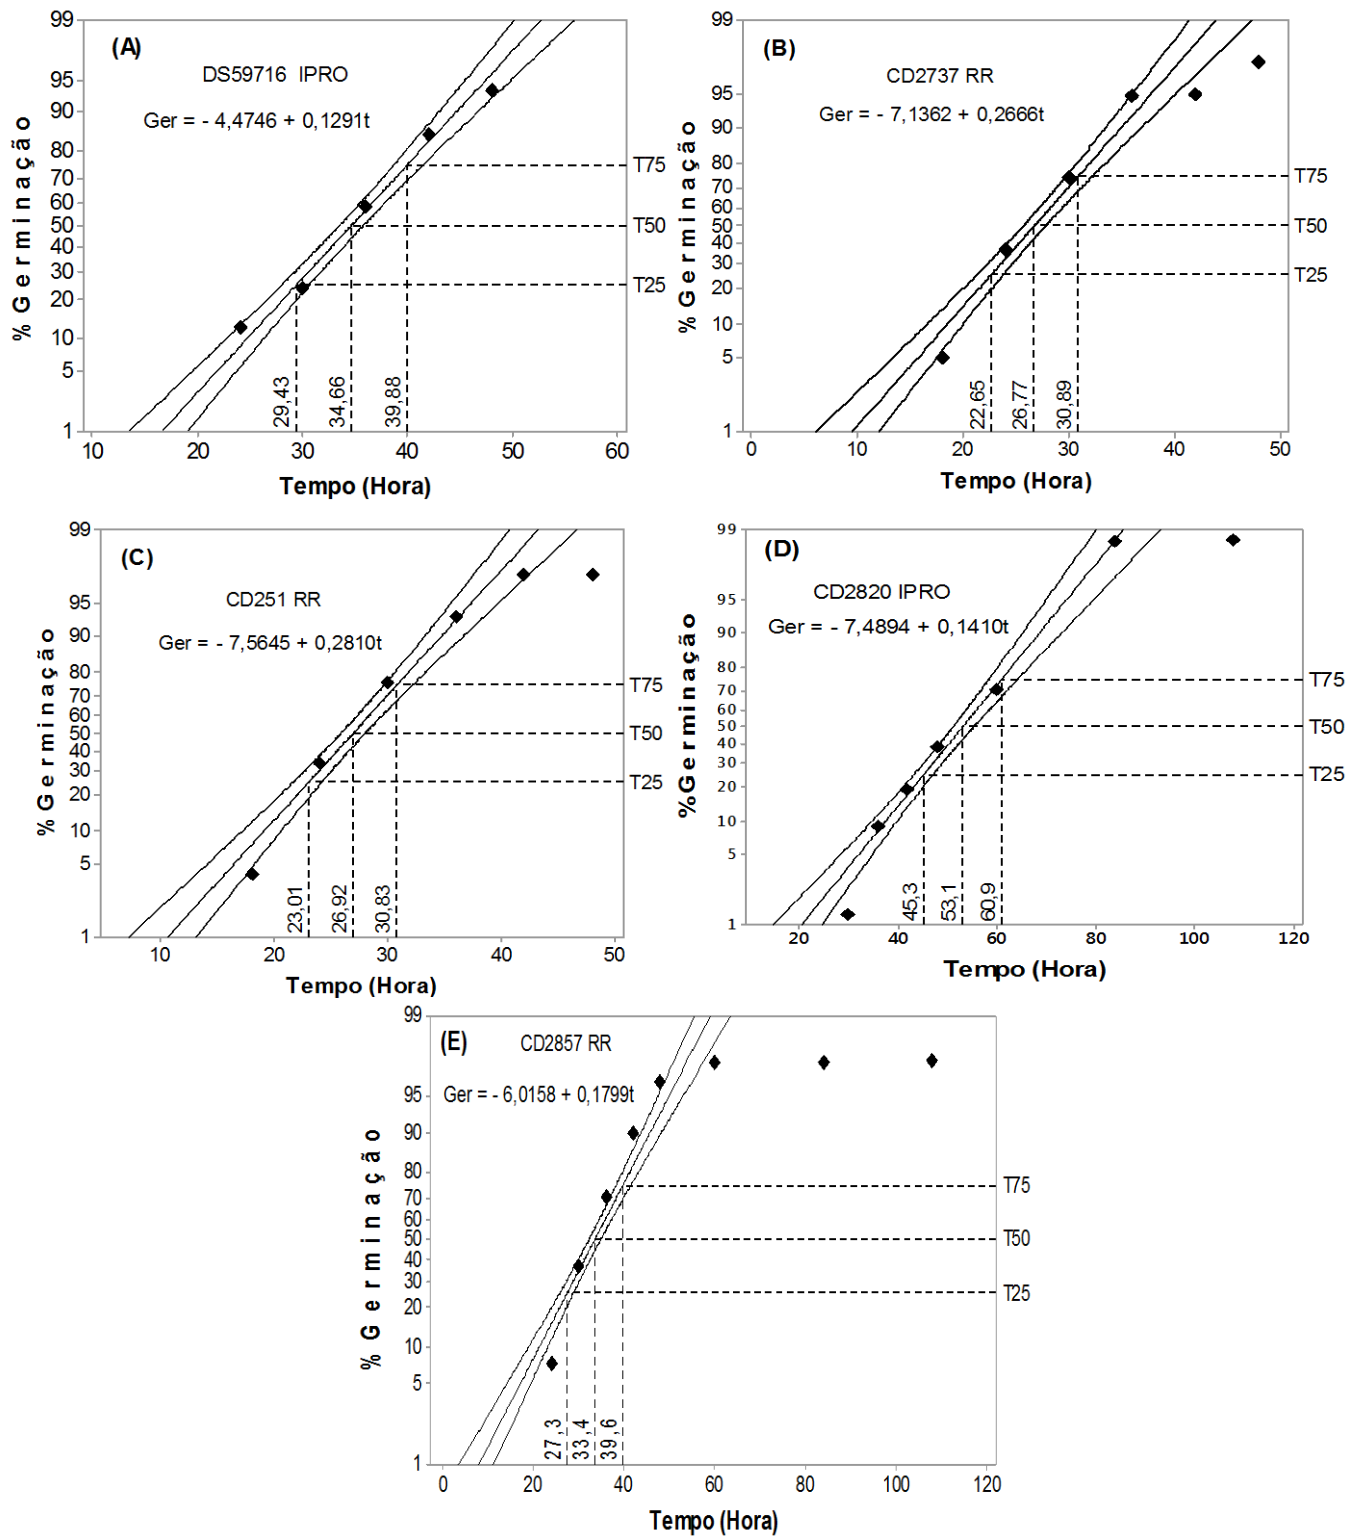 (A)
DS59716 IPRO
Ger = - 4,4746 + 0,1291t
% Germinação
99
95
90
80
70
60
50
40
30
20
10
5
1
T75
T50
T25
29,43
34,66
39,88
10 20 30 40 50 60
Tempo (Hora)
(B)
CD2737 RR
Ger = - 7,1362 + 0,2666t
% Germinação
99
95
90
80
70
60
50
40
30
20
10
5
1
T75
T50
T25
22,65
26,77
30,89
0 10 20 30 40 50
Tempo (Hora)
(C)
CD251 RR
Ger = - 7,5645 + 0,2810t
% Germinação
99
95
90
80
70
60
50
40
30
20
10
5
1
T75
T50
T25
23,01
26,92
30,83
10 20 30 40 50
Tempo (Hora)
(D)
CD2820 IPRO
Ger = - 7,4894 + 0,1410t
%Germinação
99
95
90
80
70
60
50
40
30
20
10
5
1
T75
T50
T25
45,3
53,1
60,9
20 40 60 80 100 120
Tempo (Hora)
(E)
CD2857 RR
Ger = - 6,0158 + 0,1799t
% Germinação
99
95
90
80
70
60
50
40
30
20
10
5
1
T75
T50
T25
27,3
33,4
39,6
0 20 40 60 80 100 120
Tempo (Hora)